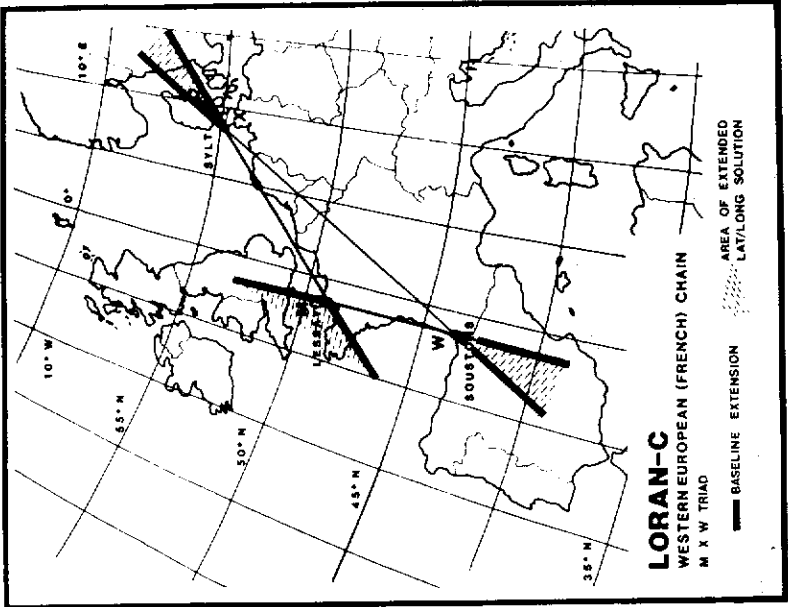 10° E
0°
10° W
55° N
50° N
45° N
35° N
SYLT
X
LESSAY
W
SOUSTONS
LORAN-C
WESTERN EUROPEAN (FRENCH) CHAIN
M X W TRIAD
BASELINE EXTENSION
AREA OF EXTENDED
LAT/LONG SOLUTION